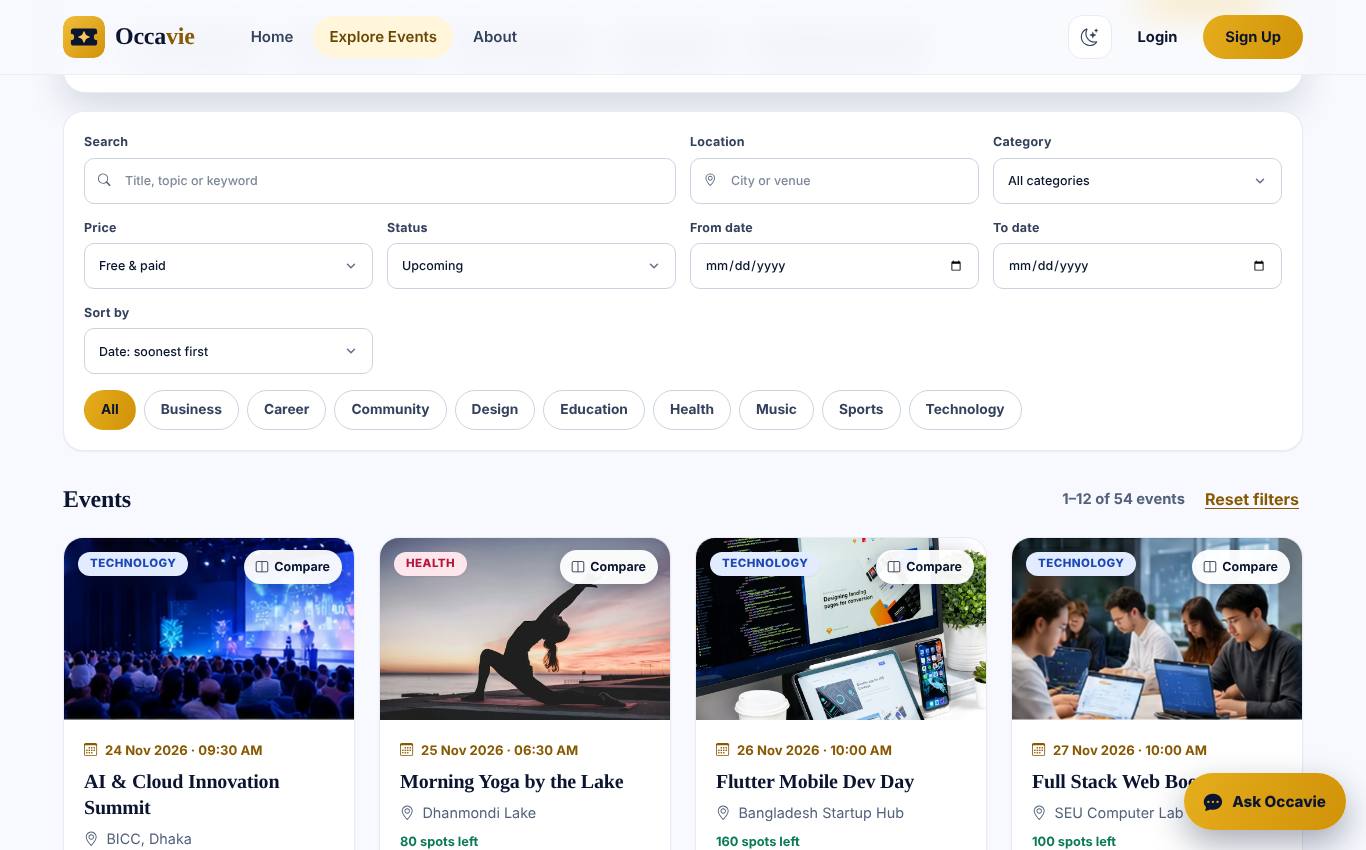 Occavie
Home
Explore Events
About
Login
Sign Up
Search
Location
Category
Title, topic or keyword
City or venue
All categories
Price
Status
From date
To date
Free & paid
Upcoming
mm/dd/yyyy
mm/dd/yyyy
Sort by
Date: soonest first
All
Business
Career
Community
Design
Education
Health
Music
Sports
Technology
Events
1–12 of 54 events
Reset filters
TECHNOLOGY
Compare
24 Nov 2026 · 09:30 AM
AI & Cloud Innovation
Summit
BICC, Dhaka
HEALTH
Compare
25 Nov 2026 · 06:30 AM
Morning Yoga by the Lake
Dhanmondi Lake
80 spots left
TECHNOLOGY
Compare
Designing landing
pages for conversion
26 Nov 2026 · 10:00 AM
Flutter Mobile Dev Day
Bangladesh Startup Hub
160 spots left
TECHNOLOGY
Compare
27 Nov 2026 · 10:00 AM
Full Stack Web
SEU Computer Lab
100 spots left
Ask Occavie